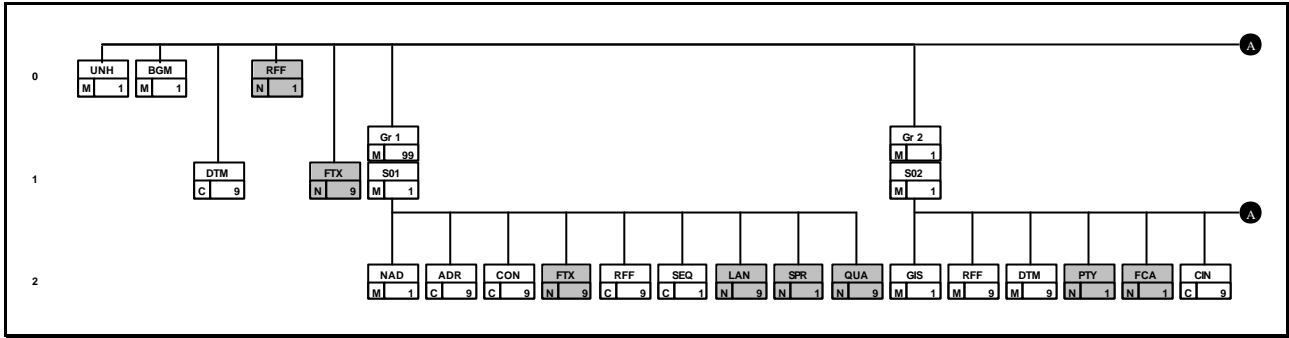 A
0
UNH BGM RFF
M 1 M 1 N 1
Gr 1 Gr 2
M 99 M 1
1
DTM FTX S01 S02
C 9 N 9 M 1 M 1
A
2
NAD ADR CON FTX RFF SEQ LAN SPR QUA GIS RFF DTM PTY FCA CIN
M 1 C 9 C 9 N 9 C 9 C 1 N 9 N 1 N 9 M 1 M 9 M 9 N 1 N 1 C 9